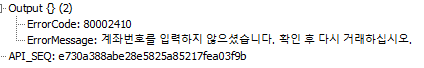 Output {} (2)
ErrorCode: 80002410
ErrorMessage: 계좌번호를 입력하지 않으셨습니다. 확인 후 다시 거래하십시오.
API_SEQ: e730a388abe28e5825a85217fea03f9b